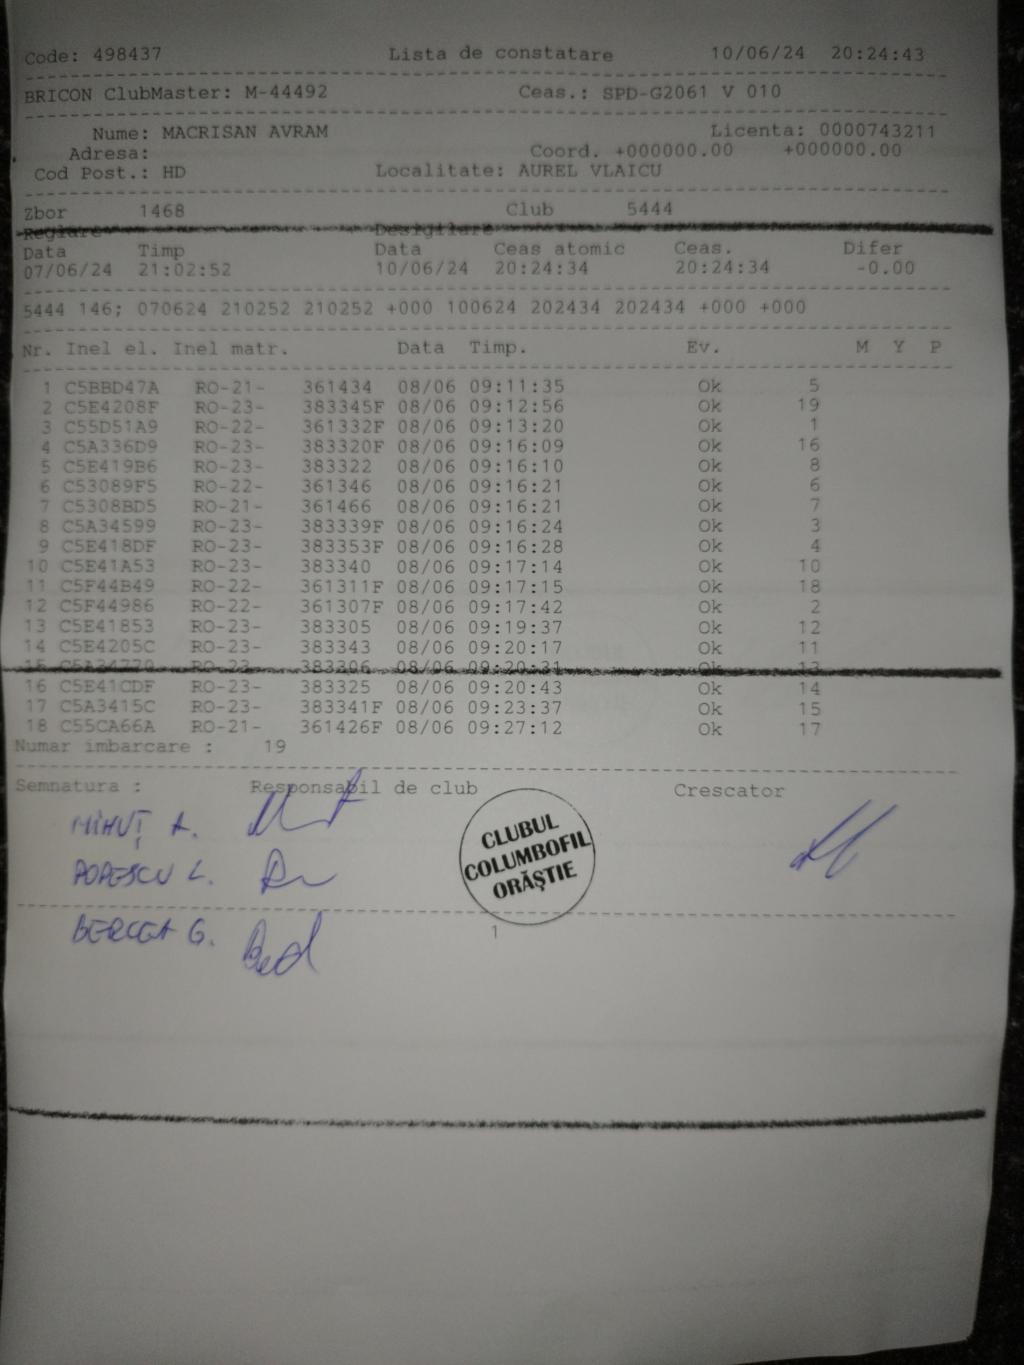 Code: 498437 Lista de constatare 10/06/24 20:24:43
BRICON ClubMaster: M-44492 Ceas.: SPD-G2061 V 010
Nume: MACRISAN AVRAM Licenta: 0000743211
Adresa: Coord. +000000.00 +000000.00
Cod Post.: HD Localitate: AUREL VLAICU
Zbor 1468 Club 5444
Reglare Desigilare
Data Timp Data Ceas atomic Ceas. Difer
07/06/24 21:02:52 10/06/24 20:24:34 20:24:34 -0.00
5444 146; 070624 210252 210252 +000 100624 202434 202434 +000 +000
Nr. Inel el. Inel matr. Data Timp. Ev. M Y P
1 C5BBD47A RO-21- 361434 08/06 09:11:35 Ok 5
2 C5E4208F RO-23- 383345F 08/06 09:12:56 Ok 19
3 C55D51A9 RO-22- 361332F 08/06 09:13:20 Ok 1
4 C5A336D9 RO-23- 383320F 08/06 09:16:09 Ok 16
5 C5E419B6 RO-23- 383322 08/06 09:16:10 Ok 8
6 C53089F5 RO-22- 361346 08/06 09:16:21 Ok 6
7 C5308BD5 RO-21- 361466 08/06 09:16:21 Ok 7
8 C5A34599 RO-23- 383339F 08/06 09:16:24 Ok 3
9 C5E418DF RO-23- 383353F 08/06 09:16:28 Ok 4
10 C5E41A53 RO-23- 383340 08/06 09:17:14 Ok 10
11 C5F44B49 RO-22- 361311F 08/06 09:17:15 Ok 18
12 C5F44986 RO-22- 361307F 08/06 09:17:42 Ok 2
13 C5E41853 RO-23- 383305 08/06 09:19:37 Ok 12
14 C5E4205C RO-23- 383343 08/06 09:20:17 Ok 11
15 RO-23- 383306 08/06 09:20:31 Ok 13
16 C5E41CDF RO-23- 383325 08/06 09:20:43 Ok 14
17 C5A3415C RO-23- 383341F 08/06 09:23:37 Ok 15
18 C55CA66A RO-21- 361426F 08/06 09:27:12 Ok 17
Numar imbarcare : 19
Semnatura : Responsabil de club Crescator
MIHUȚ A.
POPESCU L.
BERCEA G.
CLUBUL
COLUMBOFIL
ORĂȘTIE
1